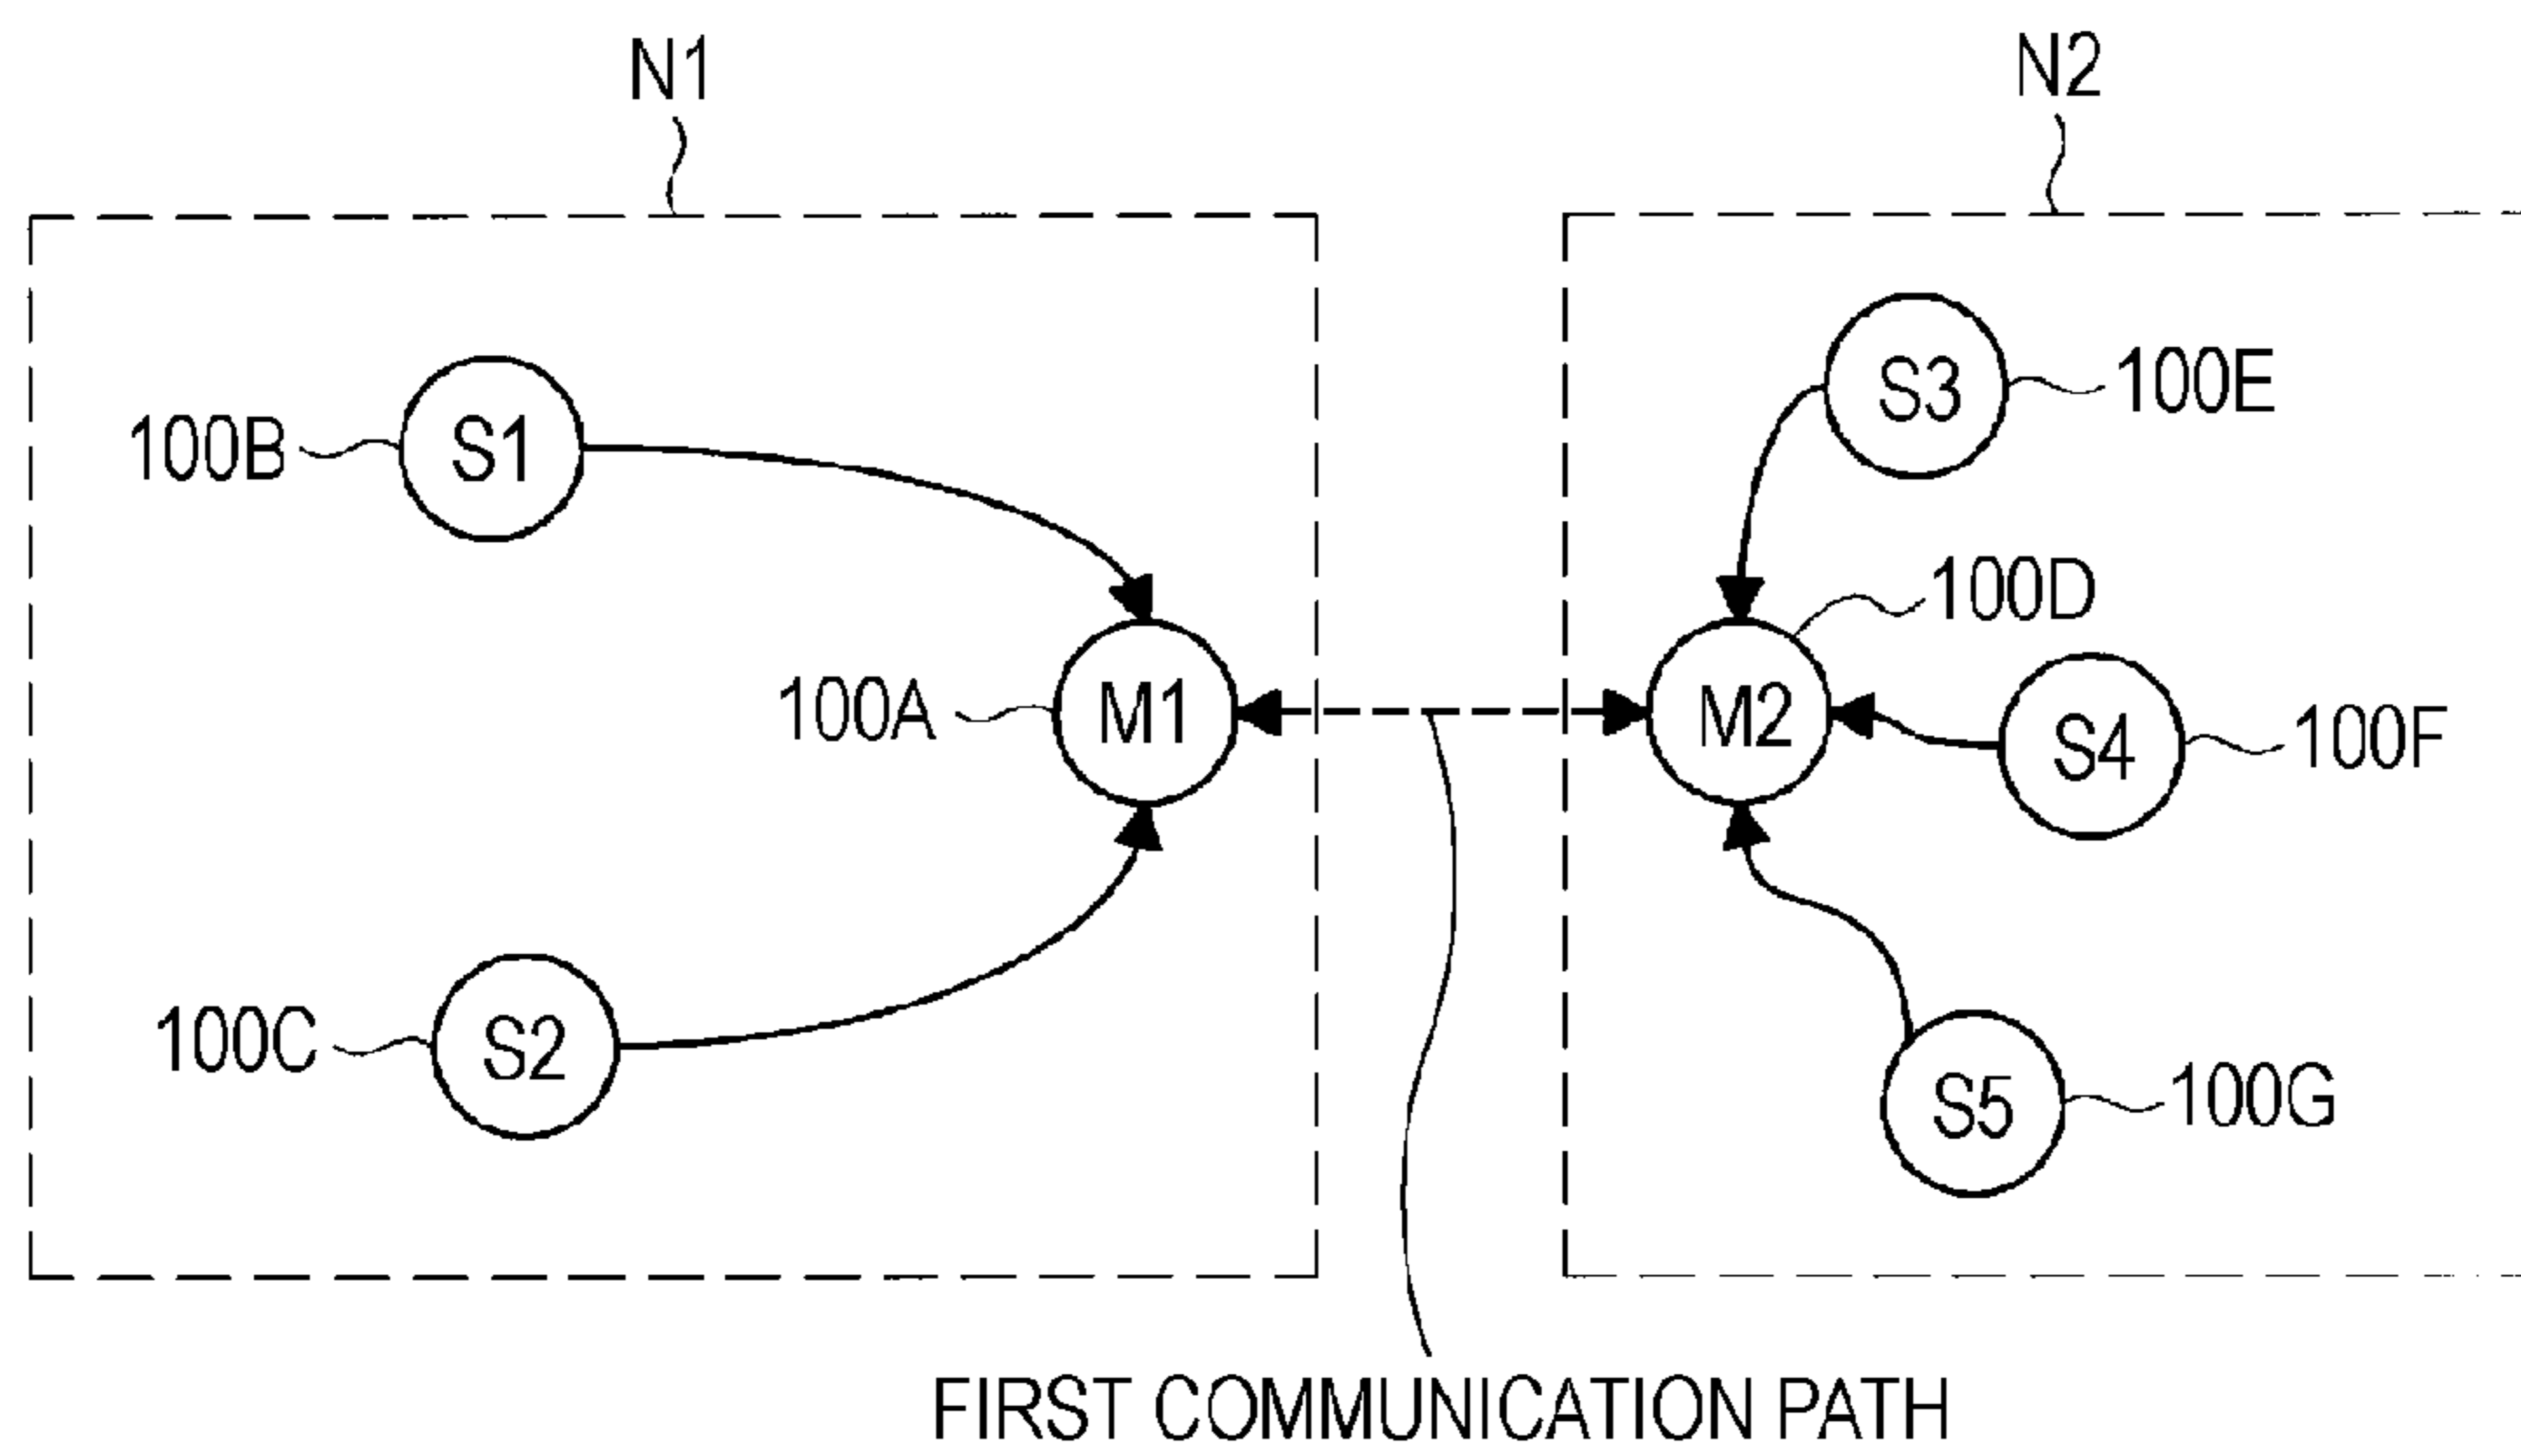 N1
N2
S1
100B
S3
100E
100D
100A
M1
M2
S4
100F
100C
S2
S5
100G
FIRST COMMUNICATION PATH